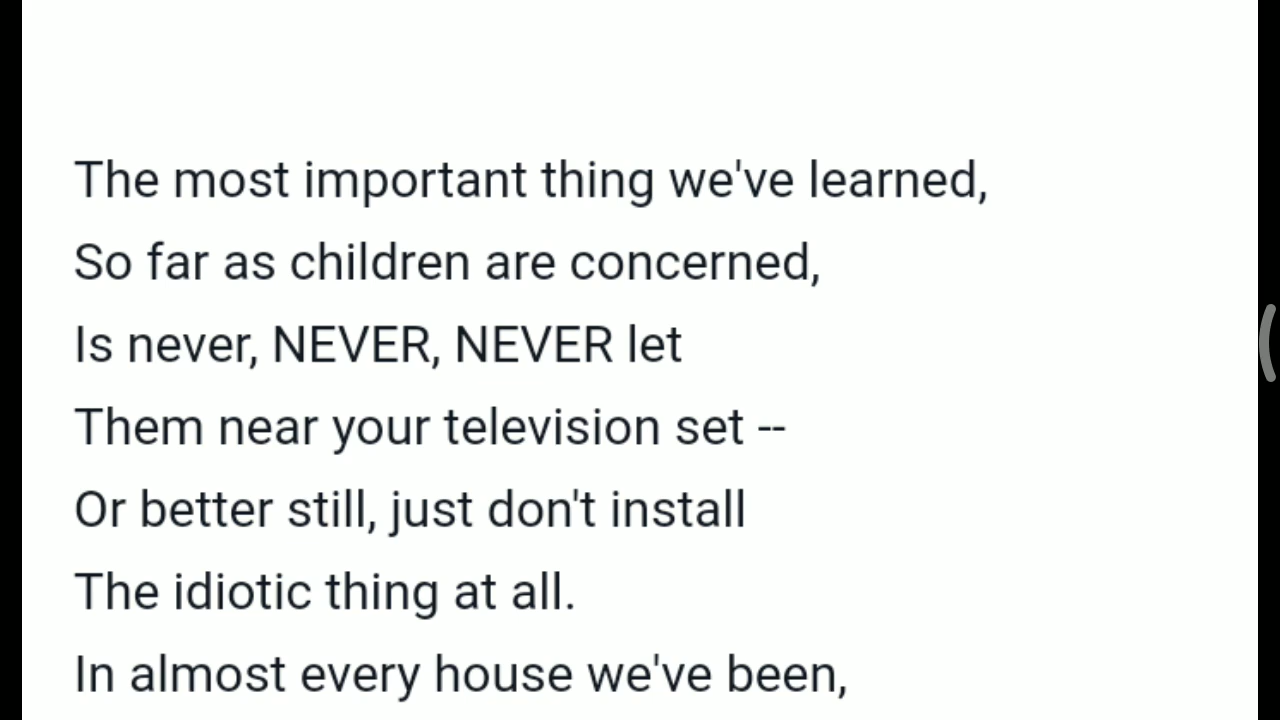 The most important thing we've learned,
So far as children are concerned,
Is never, NEVER, NEVER let
Them near your television set --
Or better still, just don't install
The idiotic thing at all.
In almost every house we've been,